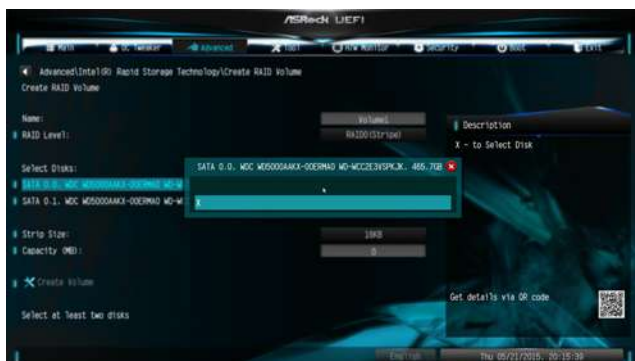 ASRock UEFI
Main OC Tweaker Advanced Tool H/W Monitor Security Boot Exit
Advanced\Intel(R) Rapid Storage Technology\Create RAID Volume
Create RAID Volume
Name: Volume1
RAID Level: RAID0(Stripe)
Select Disks:
SATA 0.0, WDC WD5000AAKX-00ERMA0 WD-W
SATA 0.1, WDC WD5000AAKX-00ERMA0 WD-W
SATA 0.0, WDC WD5000AAKX-00ERMA0 WD-WCC2E3VSPKJK, 465.7GB
X
Strip Size: 16KB
Capacity (MB): 0
Create Volume
Select at least two disks
Description
X - to Select Disk
Get details via QR code
English Thu 05/21/2015, 20:15:39